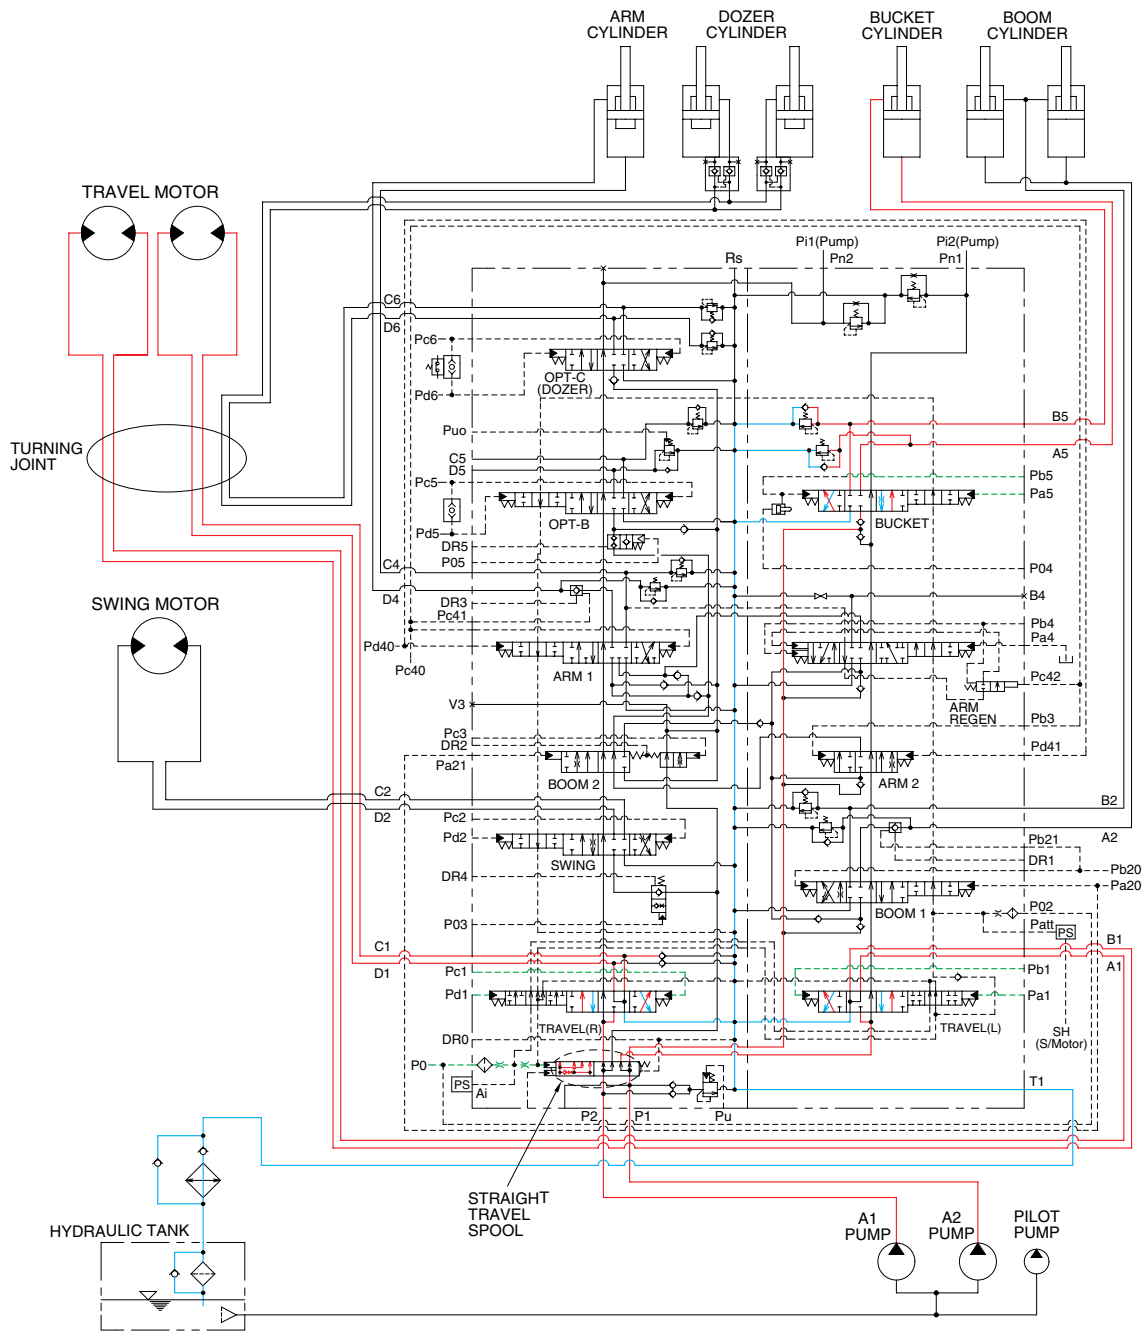 ARM
CYLINDER
DOZER
CYLINDER
BUCKET
CYLINDER
BOOM
CYLINDER
TRAVEL MOTOR
Pi1(Pump)
Pn2
Pi2(Pump)
Pn1
Rs
C6
D6
Pc6
OPT-C
(DOZER)
Pd6
TURNING
JOINT
Puo
B5
A5
C5
D5
Pc5
Pb5
Pa5
OPT-B
BUCKET
Pd5
DR5
P05
P04
C4
D4
B4
SWING MOTOR
DR3
Pc41
Pb4
Pa4
Pd40
Pc40
ARM 1
Pc42
ARM
REGEN
V3
Pb3
Pc3
DR2
Pa21
Pd41
BOOM 2
ARM 2
C2
D2
B2
Pc2
Pd2
A2
Pb21
DR1
SWING
Pb20
Pa20
DR4
BOOM 1
P02
P03
Patt
PS
C1
D1
B1
A1
Pc1
Pd1
Pb1
Pa1
TRAVEL(R)
TRAVEL(L)
SH
(S/Motor)
DR0
P0
PS
Ai
T1
P2
P1
Pu
STRAIGHT
TRAVEL
SPOOL
HYDRAULIC TANK
A1
PUMP
A2
PUMP
PILOT
PUMP